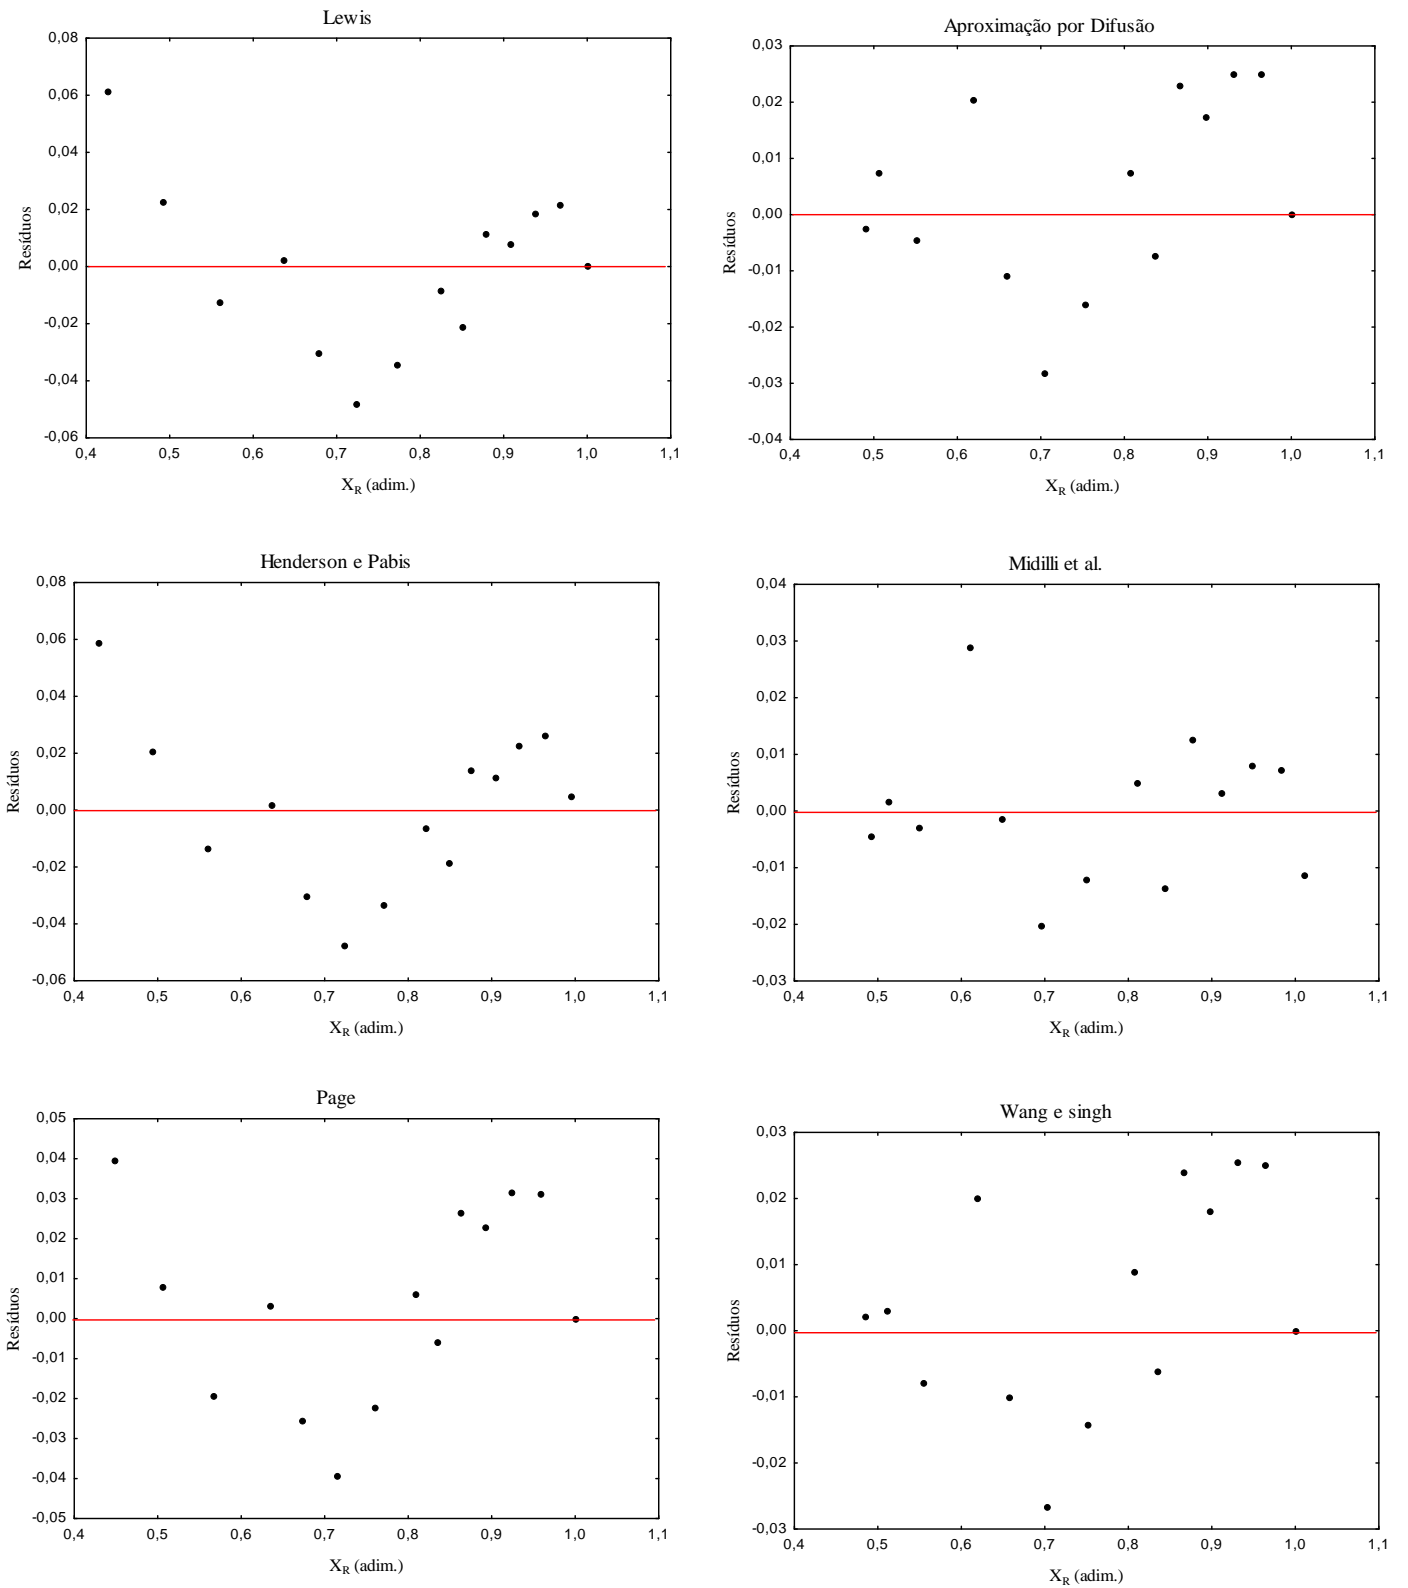 Lewis
0,08
0,06
0,04
0,02
0,00
-0,02
-0,04
-0,06
Resíduos
0,4 0,5 0,6 0,7 0,8 0,9 1,0 1,1
X_R (adim.)
Aproximação por Difusão
0,03
0,02
0,01
0,00
-0,01
-0,02
-0,03
-0,04
Resíduos
0,4 0,5 0,6 0,7 0,8 0,9 1,0 1,1
X_R (adim.)
Henderson e Pabis
0,08
0,06
0,04
0,02
0,00
-0,02
-0,04
-0,06
Resíduos
0,4 0,5 0,6 0,7 0,8 0,9 1,0 1,1
X_R (adim.)
Midilli et al.
0,04
0,03
0,02
0,01
0,00
-0,01
-0,02
-0,03
Resíduos
0,4 0,5 0,6 0,7 0,8 0,9 1,0 1,1
X_R (adim.)
Page
0,05
0,04
0,03
0,02
0,01
0,00
-0,01
-0,02
-0,03
-0,04
-0,05
Resíduos
0,4 0,5 0,6 0,7 0,8 0,9 1,0 1,1
X_R (adim.)
Wang e singh
0,03
0,02
0,01
0,00
-0,01
-0,02
-0,03
Resíduos
0,4 0,5 0,6 0,7 0,8 0,9 1,0 1,1
X_R (adim.)